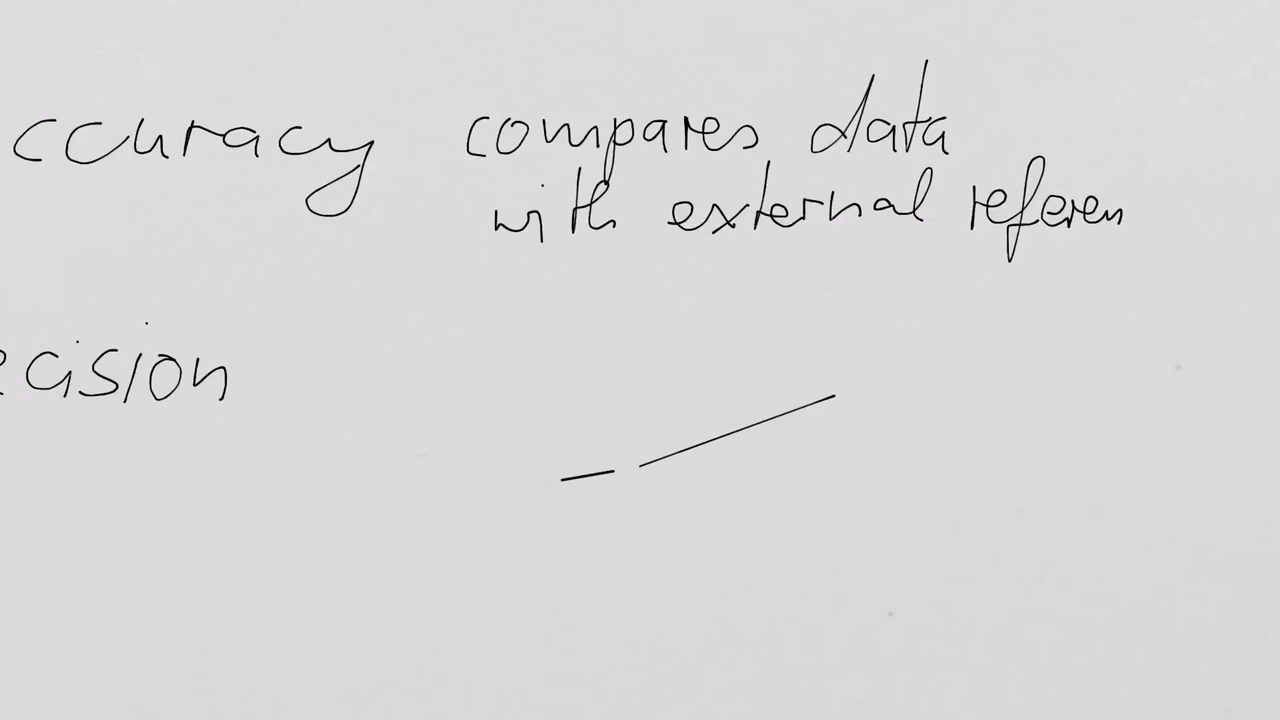 ccuracy compares data
with external referen
ecision